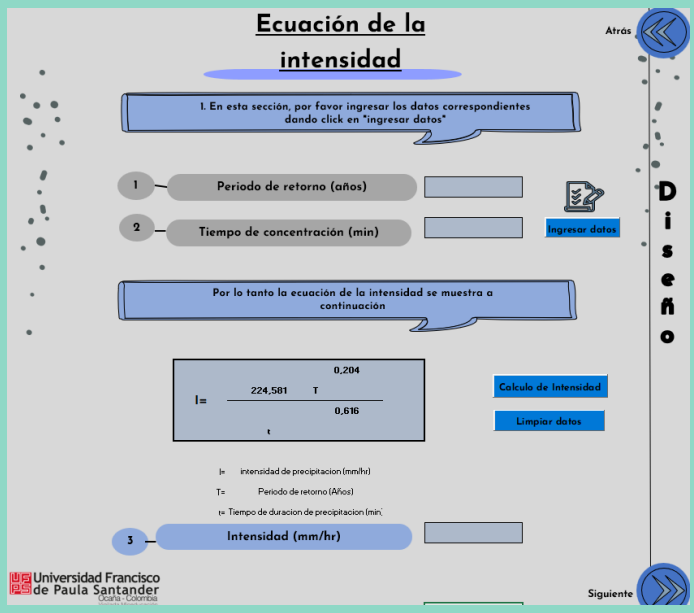 Ecuación de la
intensidad
Atrás
1. En esta sección, por favor ingresar los datos correspondientes
dando click en "ingresar datos"
1 Periodo de retorno (años)
2 Tiempo de concentración (min)
Ingresar datos
Diseño
Por lo tanto la ecuación de la intensidad se muestra a
continuación
0,204
224,581 T
I=
0,616
t
Calculo de Intensidad
Limpiar datos
I= intensidad de precipitacion (mm/hr)
T= Periodo de retorno (Años)
t= Tiempo de duracion de precipitacion (min)
3 Intensidad (mm/hr)
UFPS Universidad Francisco
de Paula Santander
Ocaña - Colombia
Siguiente